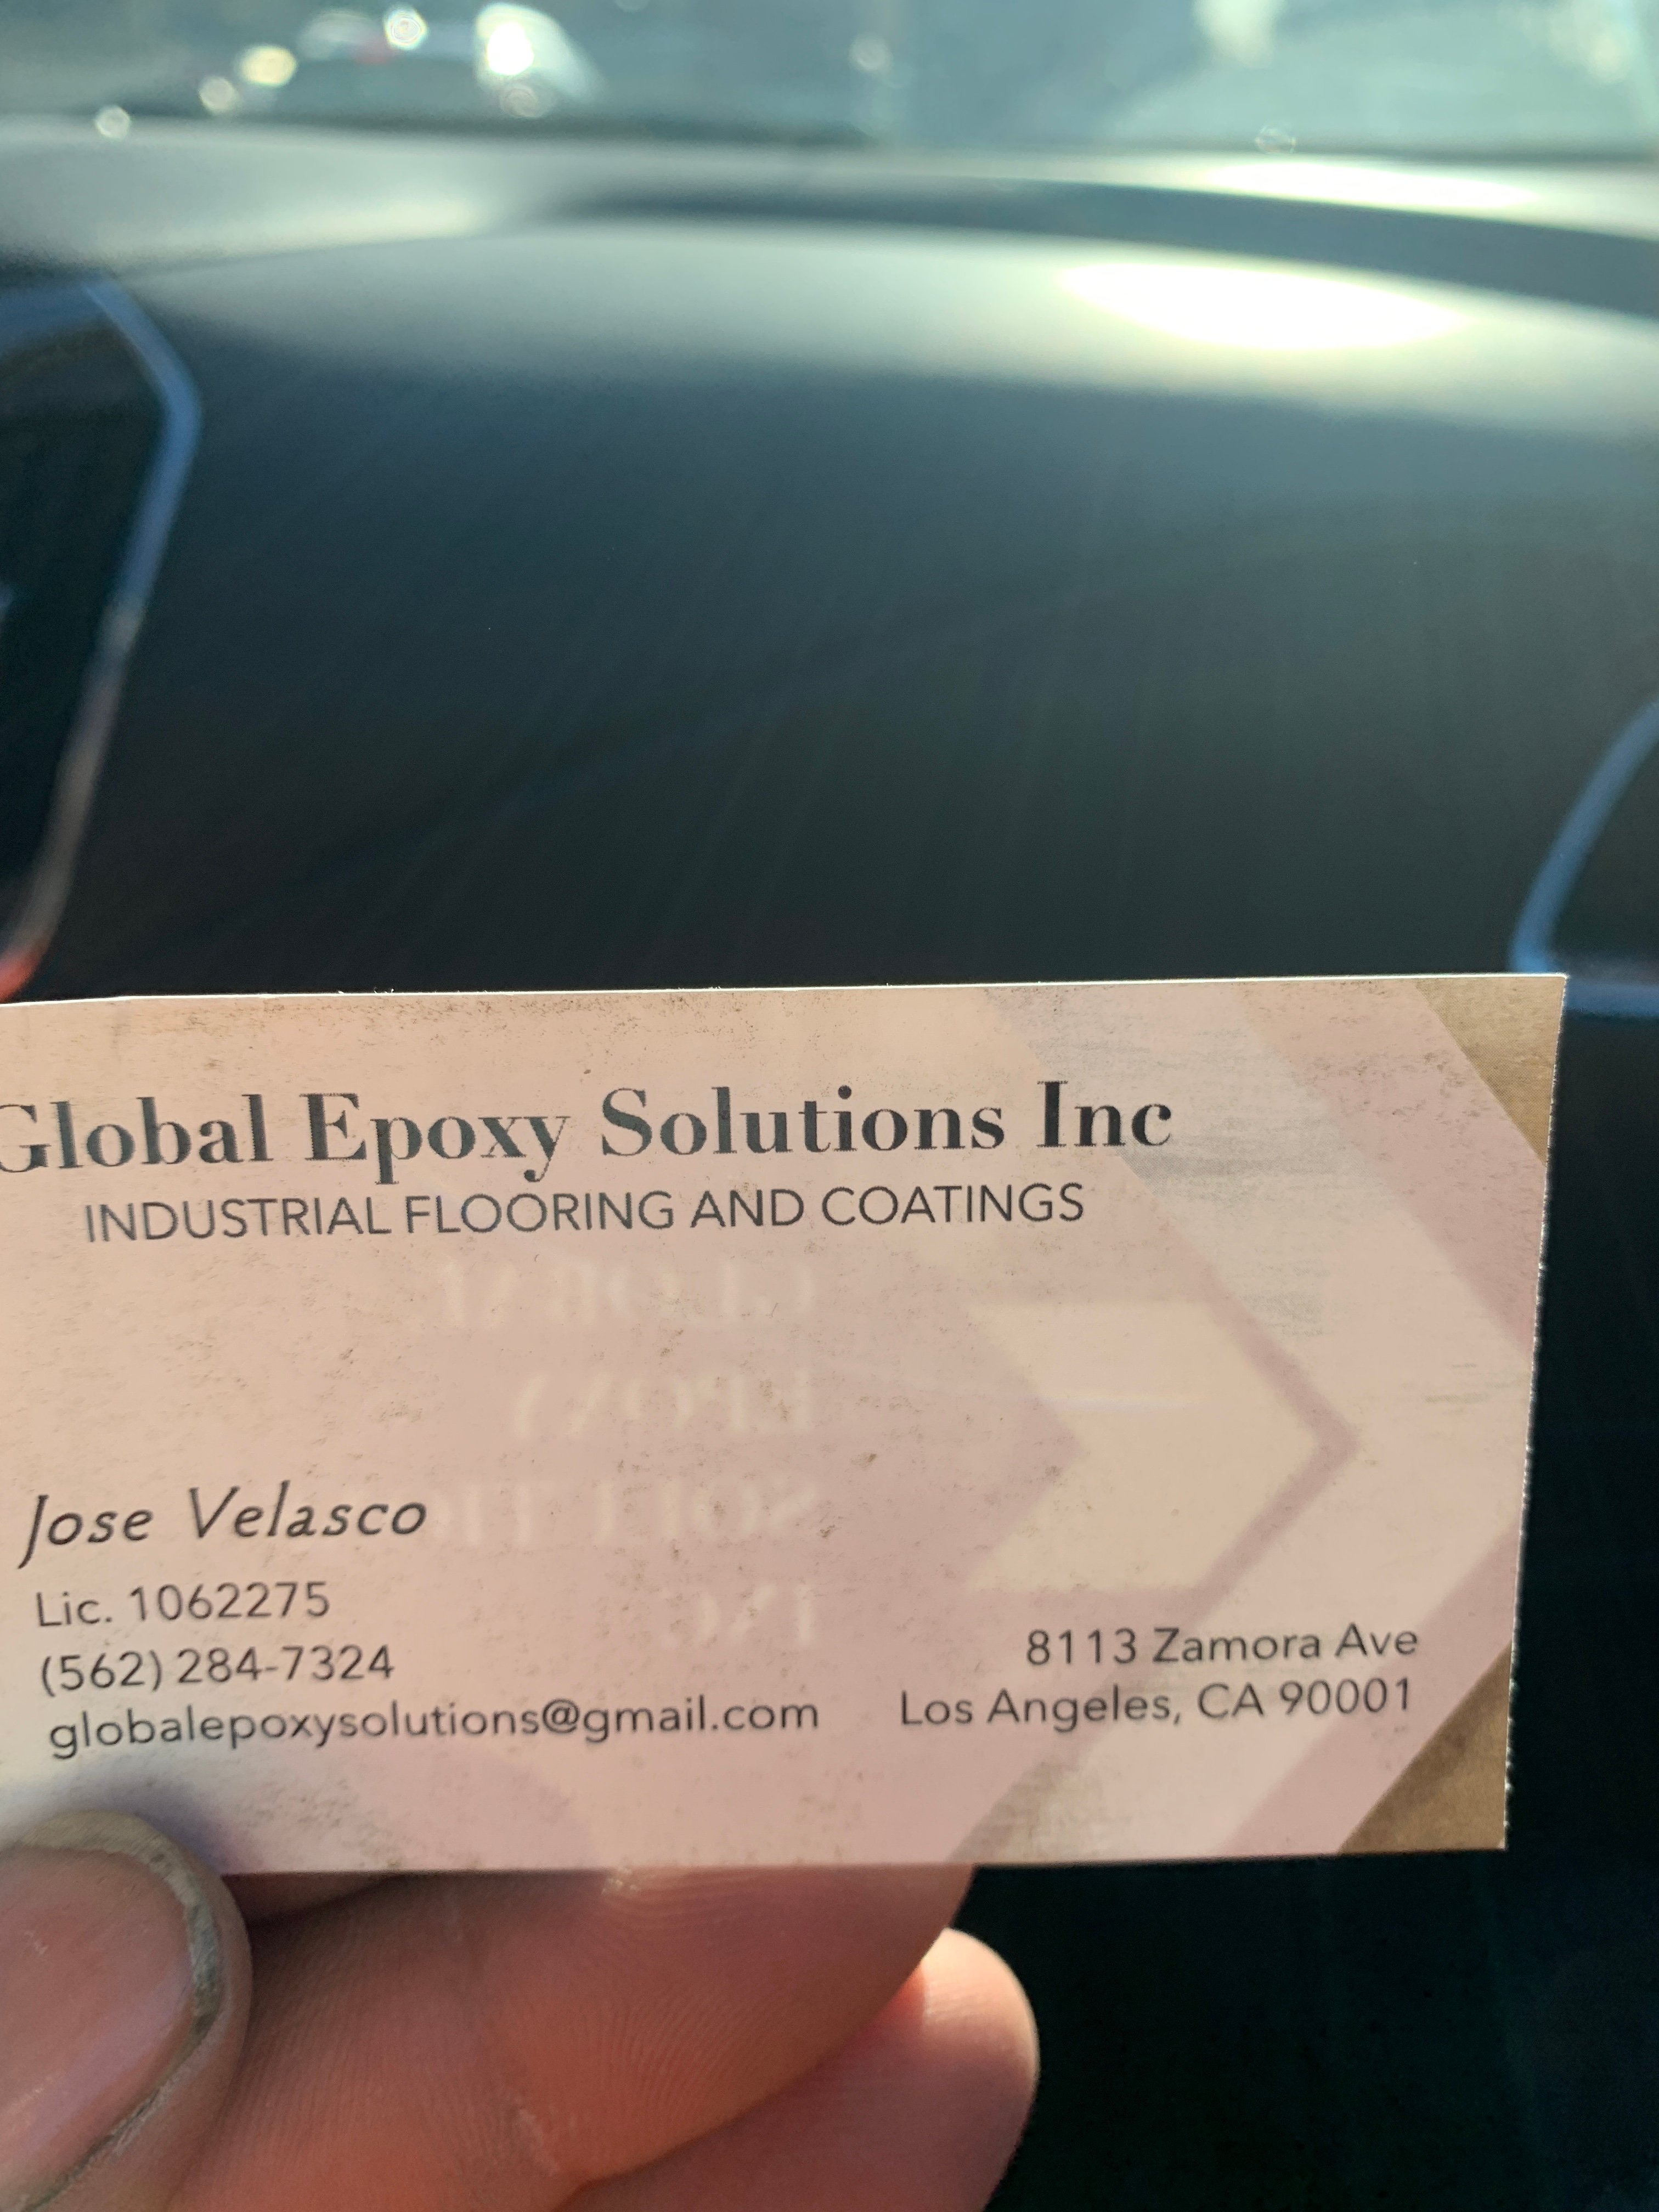 Global Epoxy Solutions Inc
INDUSTRIAL FLOORING AND COATINGS
Jose Velasco
Lic. 1062275
(562) 284-7324
globalepoxysolutions@gmail.com
8113 Zamora Ave
Los Angeles, CA 90001